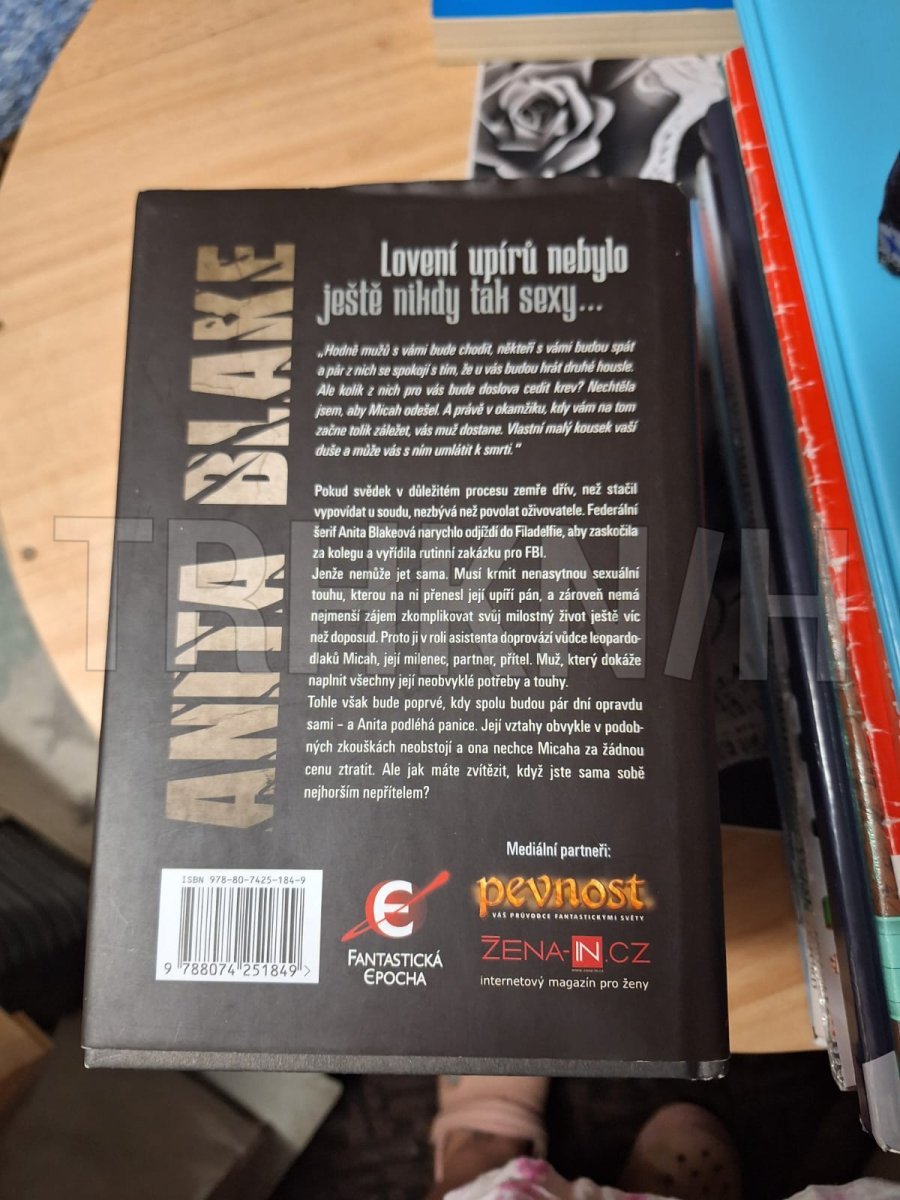 ANITA BLAKE
Lovení upírů nebylo
ještě nikdy tak sexy...
„Hodně mužů s vámi bude chodit, někteří s vámi budou spát
a pár z nich se spokojí s tím, že u vás budou hrát druhé housle.
Ale kolik z nich pro vás bude doslova cedit krev? Nechtěla
jsem, aby Micah odešel. A právě v okamžiku, kdy vám na tom
začne tolik záležet, vás muž dostane. Vlastní malý kousek vaší
duše a může vás s ním umlátit k smrti.“
Pokud svědek v důležitém procesu zemře dřív, než stačil
vypovídat u soudu, nezbývá než povolat oživovatele. Federální
šerif Anita Blakeová narychlo odjíždí do Filadelfie, aby zaskočila
za kolegu a vyřídila rutinní zakázku pro FBI.
Jenže nemůže jet sama. Musí krmit nenasytnou sexuální
touhu, kterou na ni přenesl její upíří pán, a zároveň nemá
nejmenší zájem zkomplikovat svůj milostný život ještě víc
než doposud. Proto ji v roli asistenta doprovází vůdce leopardo-
dlaků Micah, její milenec, partner, přítel. Muž, který dokáže
naplnit všechny její neobvyklé potřeby a touhy.
Tohle však bude poprvé, kdy spolu budou pár dní opravdu
sami – a Anita podléhá panice. Její vztahy obvykle v podob-
ných zkouškách neobstojí a ona nechce Micaha za žádnou
cenu ztratit. Ale jak máte zvítězit, když jste sama sobě
nejhorším nepřítelem?
Mediální partneři:
ISBN 978-80-7425-184-9
9 788074 251849 >
FANTASTICKÁ
EPOCHA
pevnost
VÁŠ PRŮVODCE FANTASTICKÝMI SVĚTY
ŽENA-IN.CZ
www.zena-in.cz
internetový magazín pro ženy
TREHKN/H